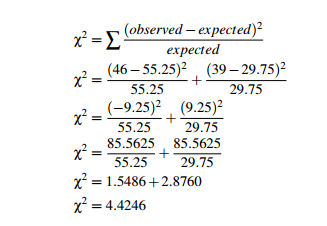 χ² = ∑ (observed – expected)² / expected
χ² = (46 – 55.25)² / 55.25 + (39 – 29.75)² / 29.75
χ² = (–9.25)² / 55.25 + (9.25)² / 29.75
χ² = 85.5625 / 55.25 + 85.5625 / 29.75
χ² = 1.5486 + 2.8760
χ² = 4.4246